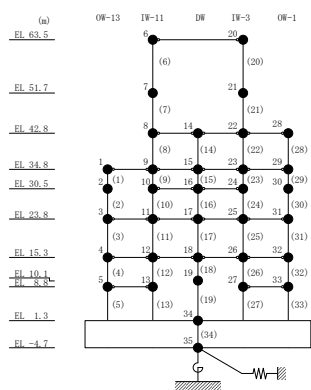 (m) OW-13 IW-11 DW IW-3 OW-1
EL 63.5 6 20
(6) (20)
EL 51.7 7 21
(7) (21)
EL 42.8 8 14 22 28
(8) (14) (22) (28)
EL 34.8 1 9 15 23 29
(1) (9) (15) (23) (29)
EL 30.5 2 10 16 24 30
(2) (10) (16) (24) (30)
EL 23.8 3 11 17 25 31
(3) (11) (17) (25) (31)
EL 15.3 4 12 18 26 32
(4) (12) (18) (26) (32)
EL 10.1 19
EL 8.8 5 13 27 33
(5) (13) (19) (27) (33)
EL 1.3 34
(34)
EL -4.7 35